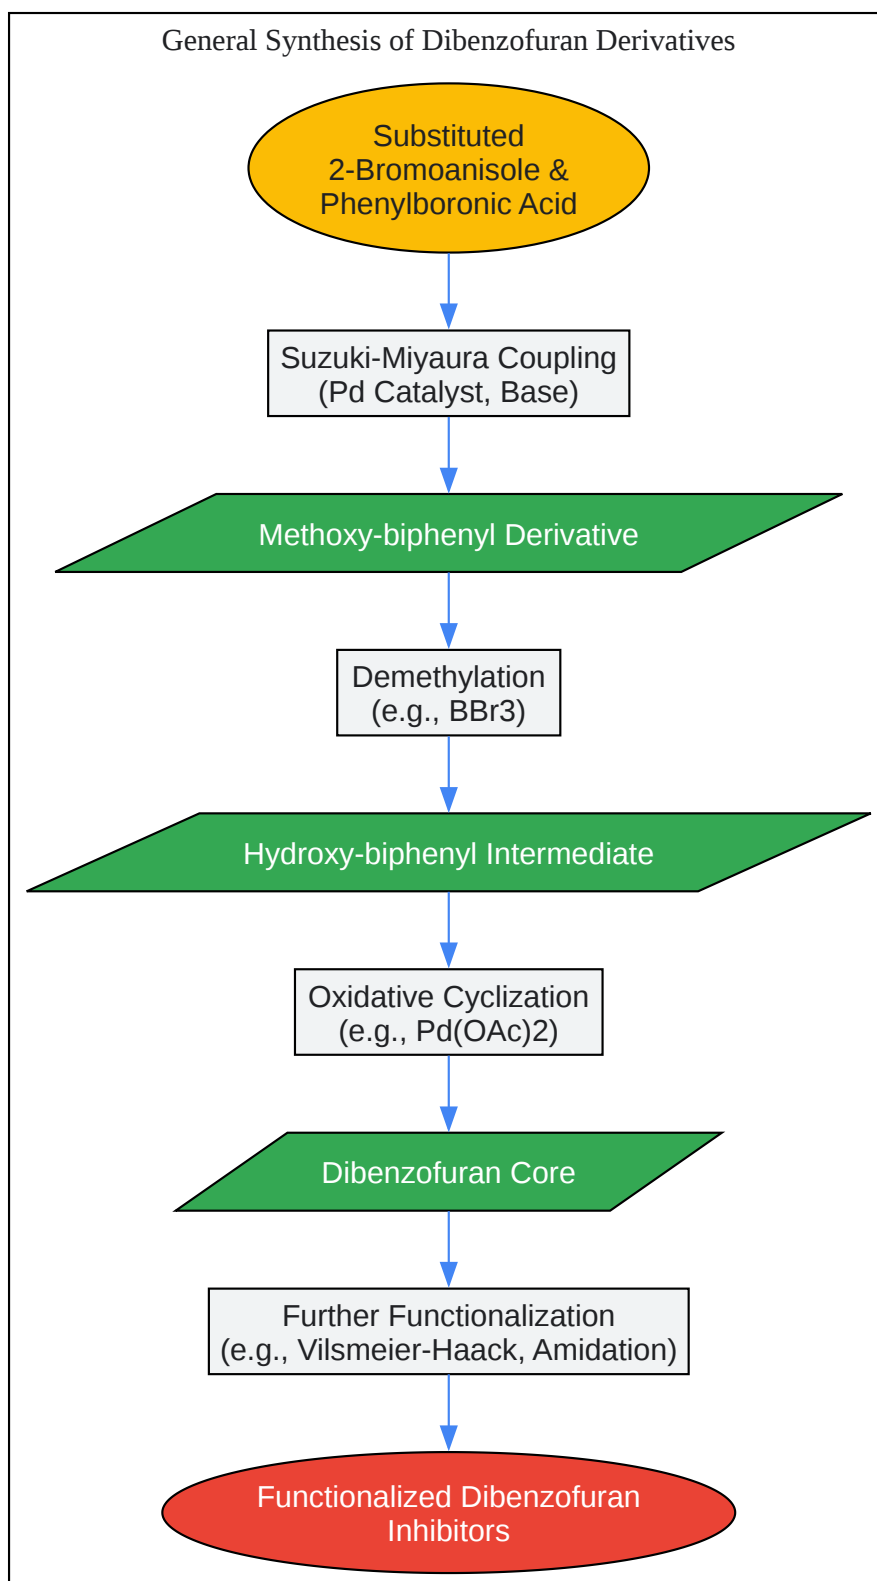 General Synthesis of Dibenzofuran Derivatives
Substituted
2-Bromoanisole &
Phenylboronic Acid
Suzuki-Miyaura Coupling
(Pd Catalyst, Base)
Methoxy-biphenyl Derivative
Demethylation
(e.g., BBr3)
Hydroxy-biphenyl Intermediate
Oxidative Cyclization
(e.g., Pd(OAc)2)
Dibenzofuran Core
Further Functionalization
(e.g., Vilsmeier-Haack, Amidation)
Functionalized Dibenzofuran
Inhibitors